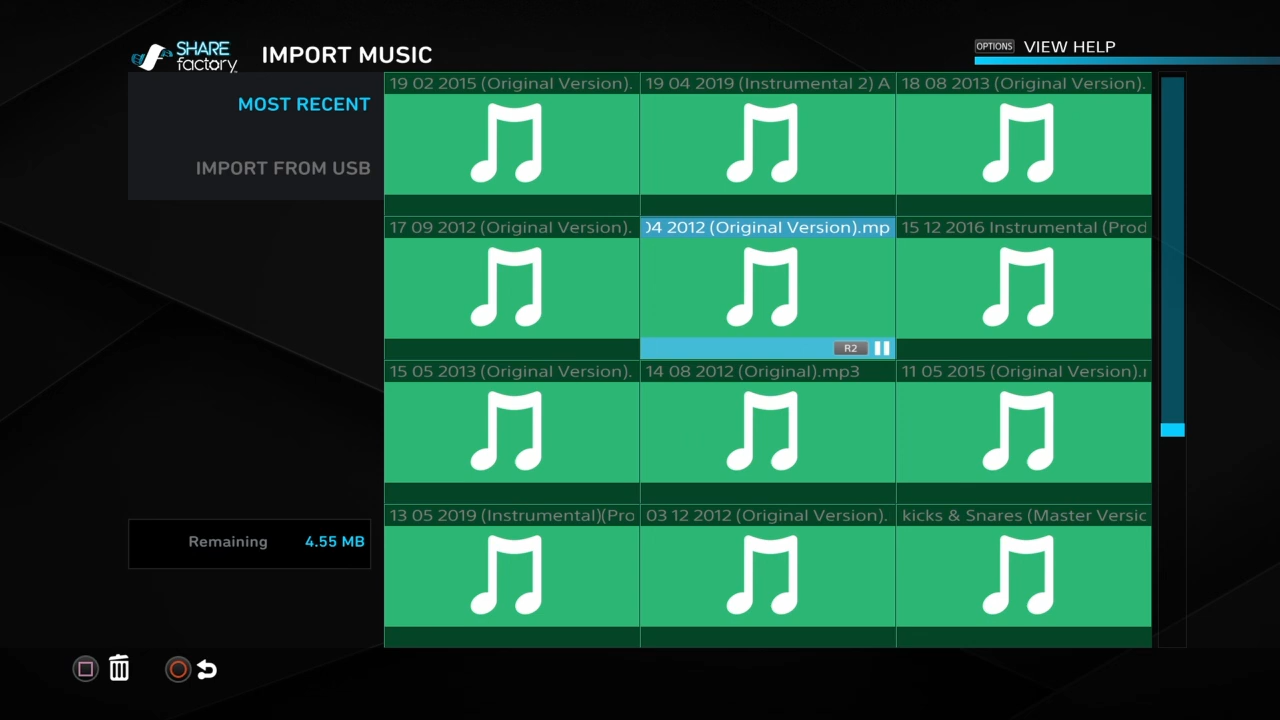 SHARE
factory™
IMPORT MUSIC
OPTIONS VIEW HELP
MOST RECENT
IMPORT FROM USB
19 02 2015 (Original Version).
19 04 2019 (Instrumental 2) A
18 08 2013 (Original Version).
17 09 2012 (Original Version).
04 2012 (Original Version).mp
15 12 2016 Instrumental (Prod
R2
15 05 2013 (Original Version).
14 08 2012 (Original).mp3
11 05 2015 (Original Version).
13 05 2019 (Instrumental)(Pro
03 12 2012 (Original Version).
kicks & Snares (Master Versic
Remaining 4.55 MB